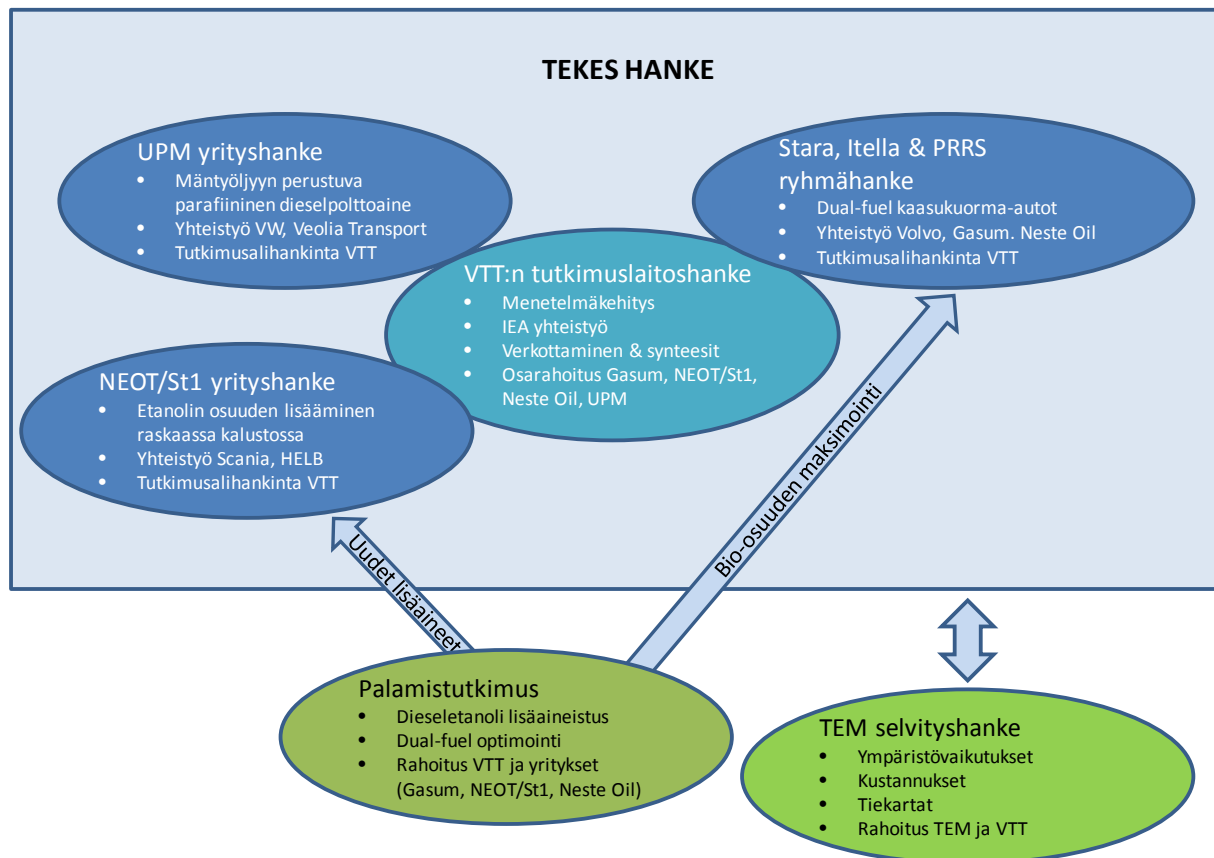 TEKES HANKE
UPM yrityshanke
• Mäntyöljyyn perustuva
parafiininen dieselpolttoaine
• Yhteistyö VW, Veolia Transport
• Tutkimusalihankinta VTT
Stara, Itella & PRRS
ryhmähanke
• Dual-fuel kaasukuorma-autot
• Yhteistyö Volvo, Gasum. Neste Oil
• Tutkimusalihankinta VTT
VTT:n tutkimuslaitoshanke
• Menetelmäkehitys
• IEA yhteistyö
• Verkottaminen & synteesit
• Osarahoitus Gasum, NEOT/St1,
Neste Oil, UPM
NEOT/St1 yrityshanke
• Etanolin osuuden lisääminen
raskaassa kalustossa
• Yhteistyö Scania, HELB
• Tutkimusalihankinta VTT
Uudet lisäaineet
Bio-osuuden maksimointi
Palamistutkimus
• Dieseletanoli lisäaineistus
• Dual-fuel optimointi
• Rahoitus VTT ja yritykset
(Gasum, NEOT/St1, Neste Oil)
TEM selvityshanke
• Ympäristövaikutukset
• Kustannukset
• Tiekartat
• Rahoitus TEM ja VTT